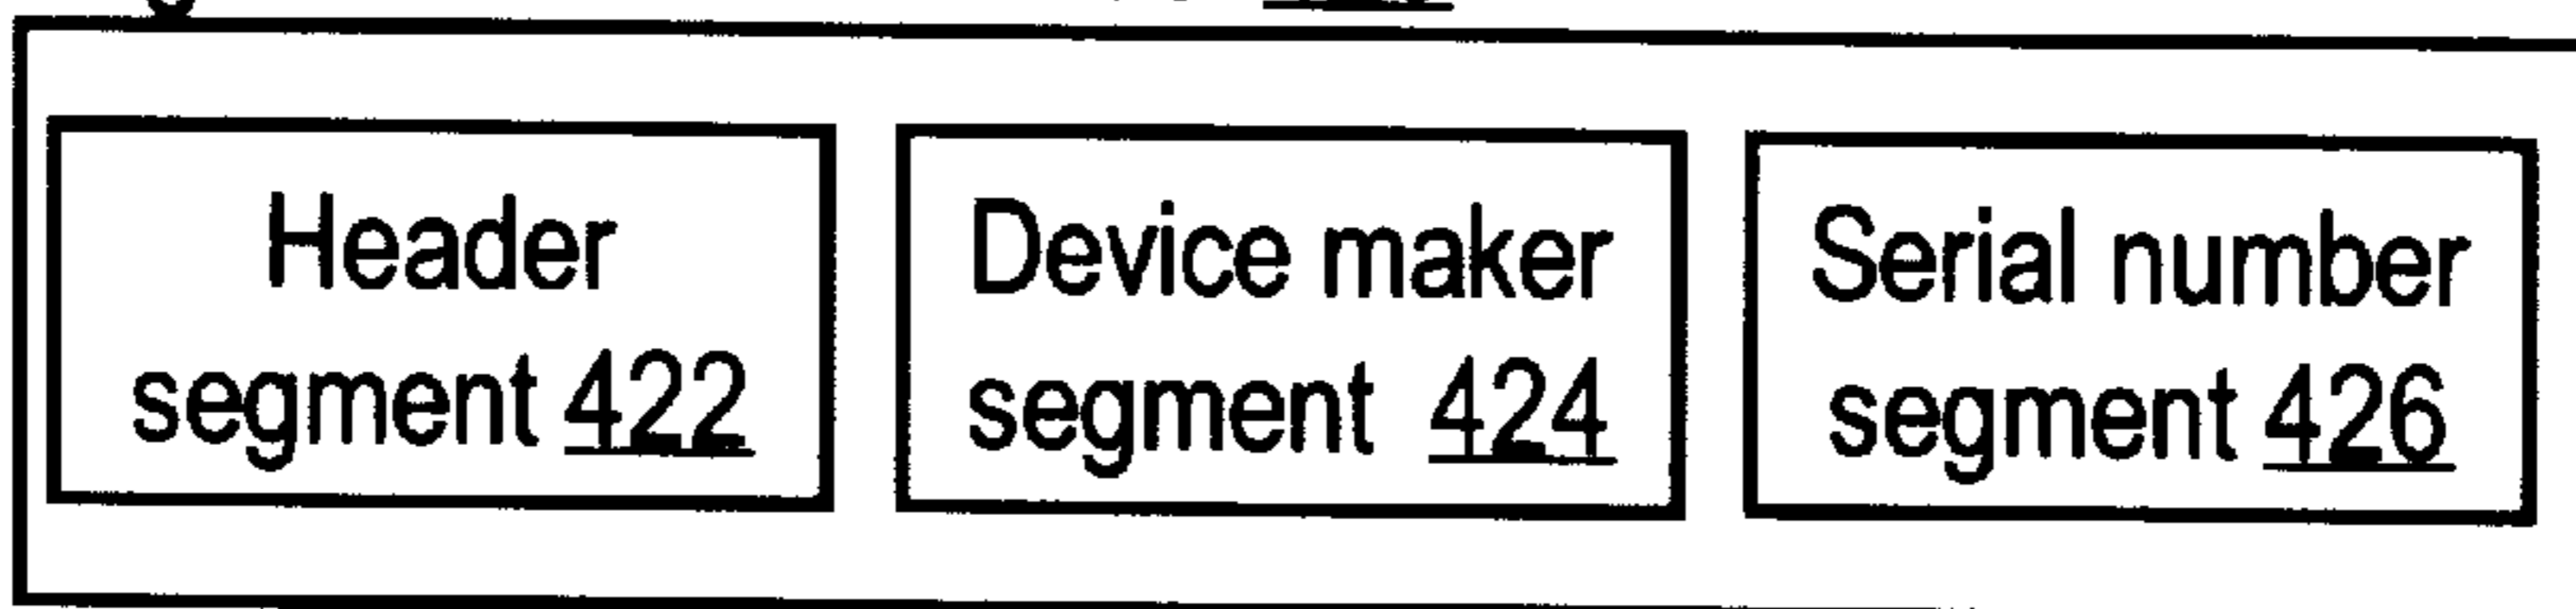 Header
segment 422
Device maker
segment 424
Serial number
segment 426